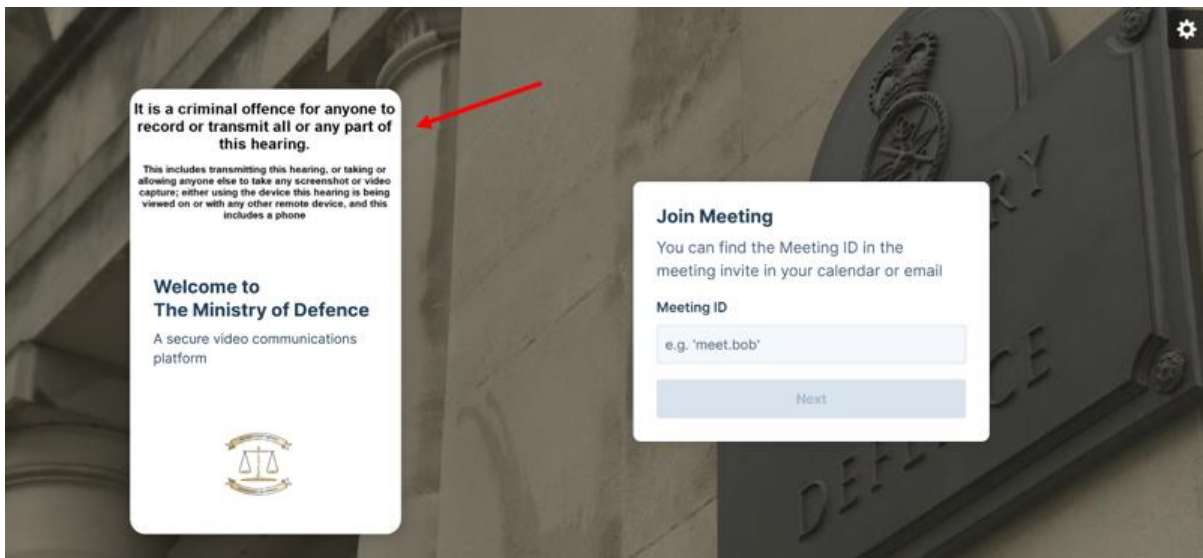 It is a criminal offence for anyone to
record or transmit all or any part of
this hearing.
This includes transmitting this hearing, or taking or
allowing anyone else to take any screenshot or video
capture; either using the device this hearing is being
viewed on or with any other remote device, and this
includes a phone
Welcome to
The Ministry of Defence
A secure video communications
platform
Join Meeting
You can find the Meeting ID in the
meeting invite in your calendar or email
Meeting ID
e.g. 'meet.bob'
Next
RY
DEF
CE